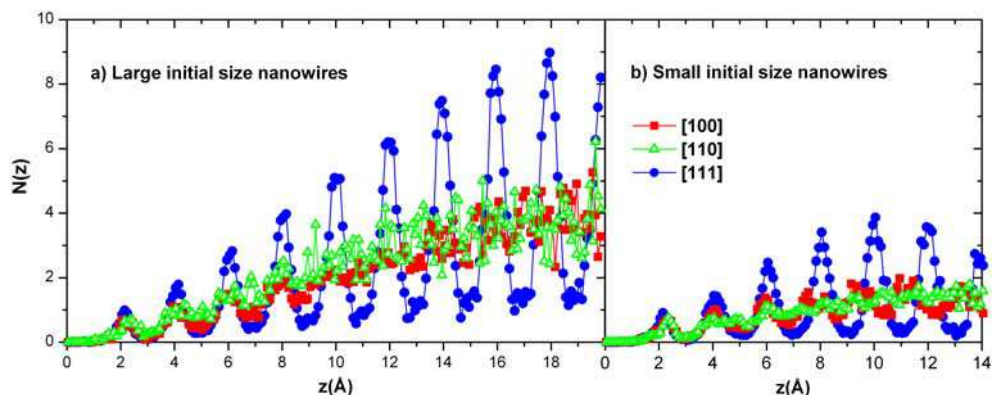 10
8
6
4
2
0
N(z)
a) Large initial size nanowires
0 2 4 6 8 10 12 14 16 18 20
z(Å)
b) Small initial size nanowires
[100]
[110]
[111]
0 2 4 6 8 10 12 14
z(Å)